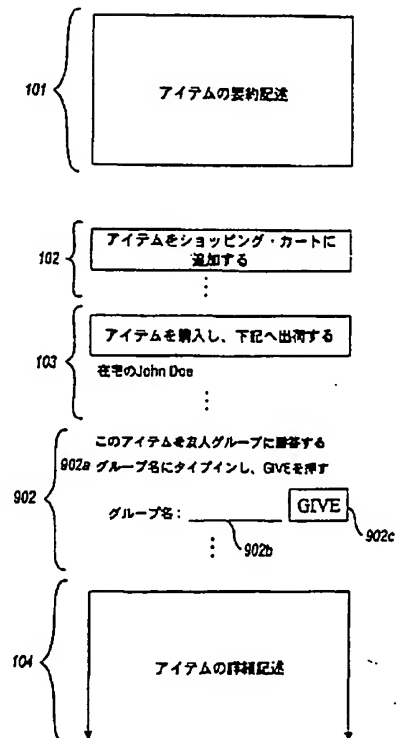 101
アイテムの要約記述
102
アイテムをショッピング・カートに
追加する
103
アイテムを購入し、下記へ出荷する
在宅のJohn Doe
902
このアイテムを友人グループに贈答する
902a グループ名にタイプインし、GIVEを押す
グループ名: GIVE
902b
902c
104
アイテムの詳細記述